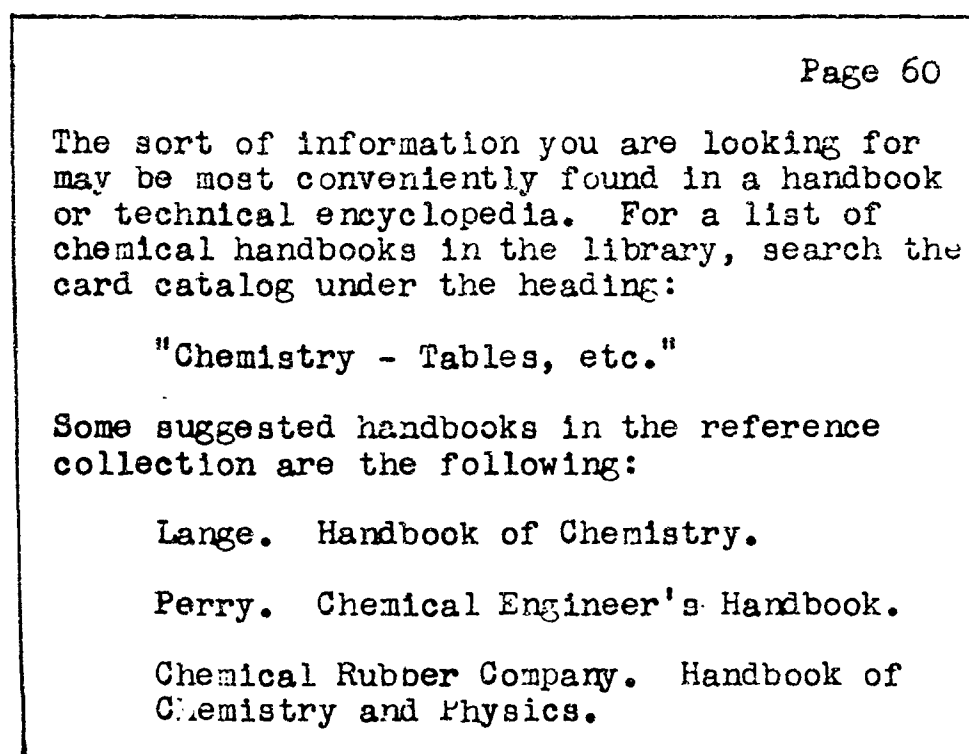 Page 60
The sort of information you are looking for
may be most conveniently found in a handbook
or technical encyclopedia. For a list of
chemical handbooks in the library, search the
card catalog under the heading:
"Chemistry - Tables, etc."
Some suggested handbooks in the reference
collection are the following:
Lange. Handbook of Chemistry.
Perry. Chemical Engineer's Handbook.
Chemical Rubber Company. Handbook of
Chemistry and Physics.